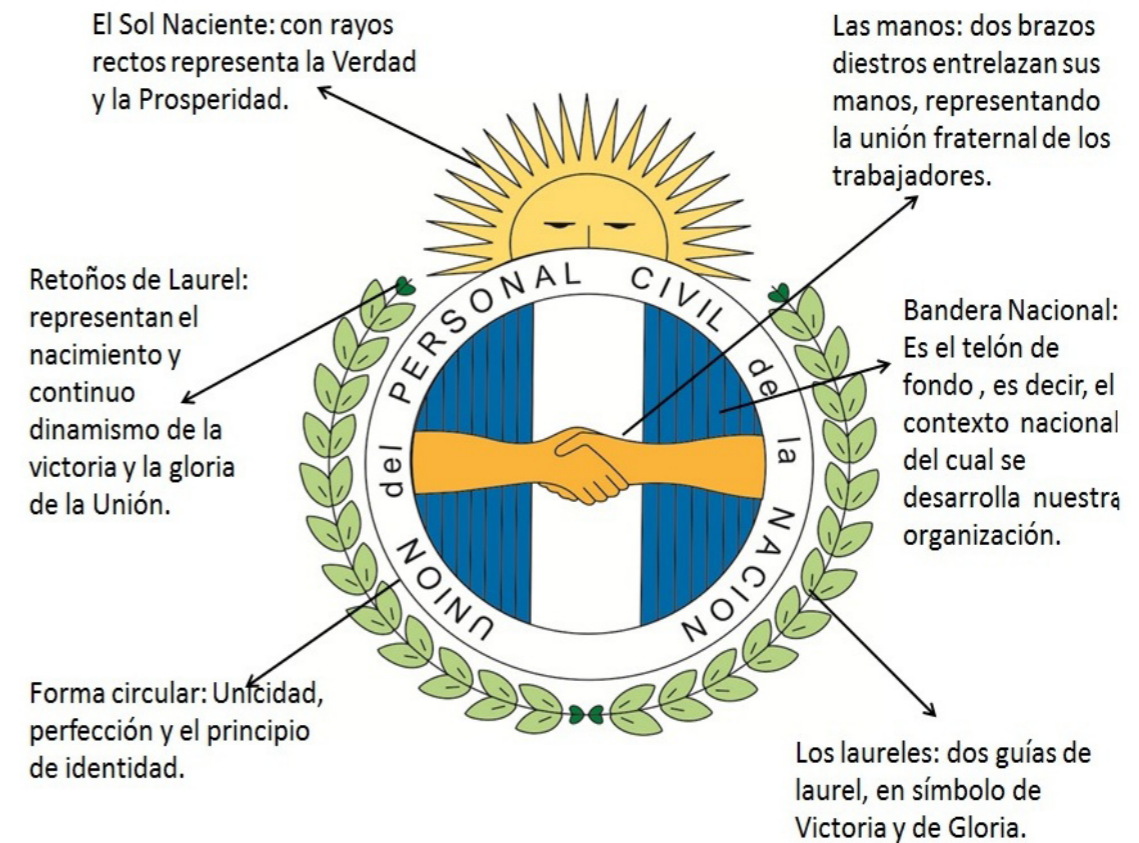 El Sol Naciente: con rayos
rectos representa la Verdad
y la Prosperidad.
Las manos: dos brazos
diestros entrelazan sus
manos, representando
la unión fraternal de los
trabajadores.
Retoños de Laurel:
representan el
nacimiento y
continuo
dinamismo de la
victoria y la gloria
de la Unión.
UNION del PERSONAL CIVIL de la NACION
Bandera Nacional:
Es el telón de
fondo , es decir, el
contexto nacional
del cual se
desarrolla nuestra
organización.
Forma circular: Unicidad,
perfección y el principio
de identidad.
Los laureles: dos guías de
laurel, en símbolo de
Victoria y de Gloria.